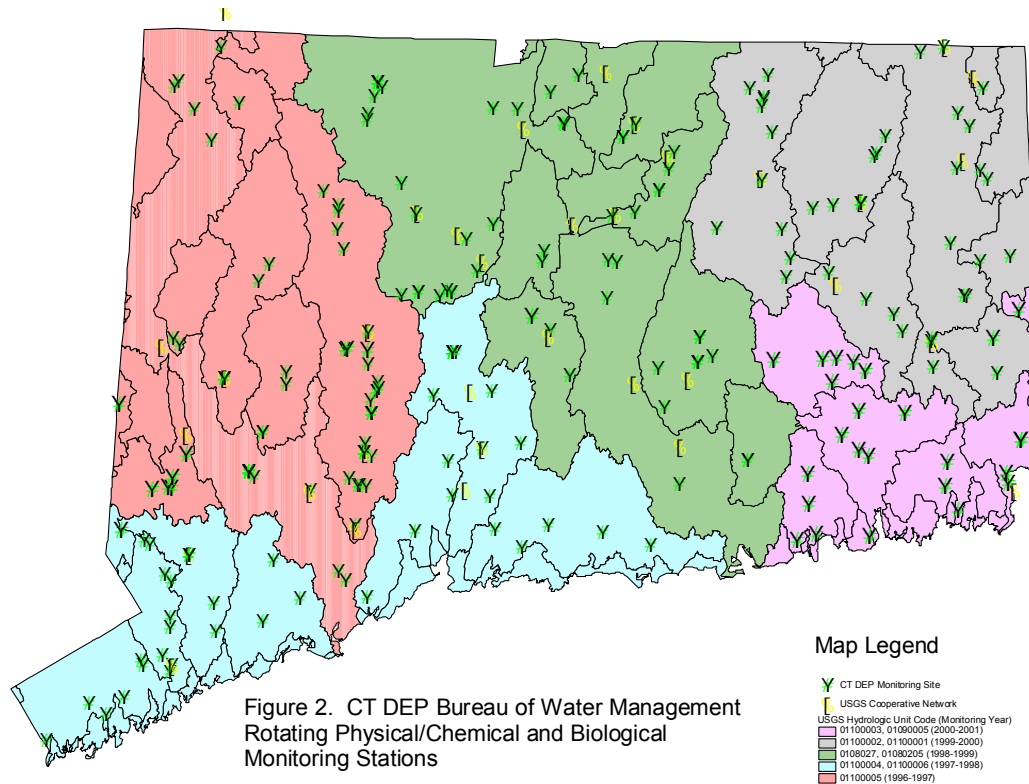 Figure 2. CT DEP Bureau of Water Management
Rotating Physical/Chemical and Biological
Monitoring Stations
Map Legend
CT DEP Monitoring Site
USGS Cooperative Network
USGS Hydrologic Unit Code (Monitoring Year)
01100003, 01090005 (2000-2001)
01100002, 01100001 (1999-2000)
0108027, 01080205 (1998-1999)
01100004, 01100006 (1997-1998)
01100005 (1996-1997)